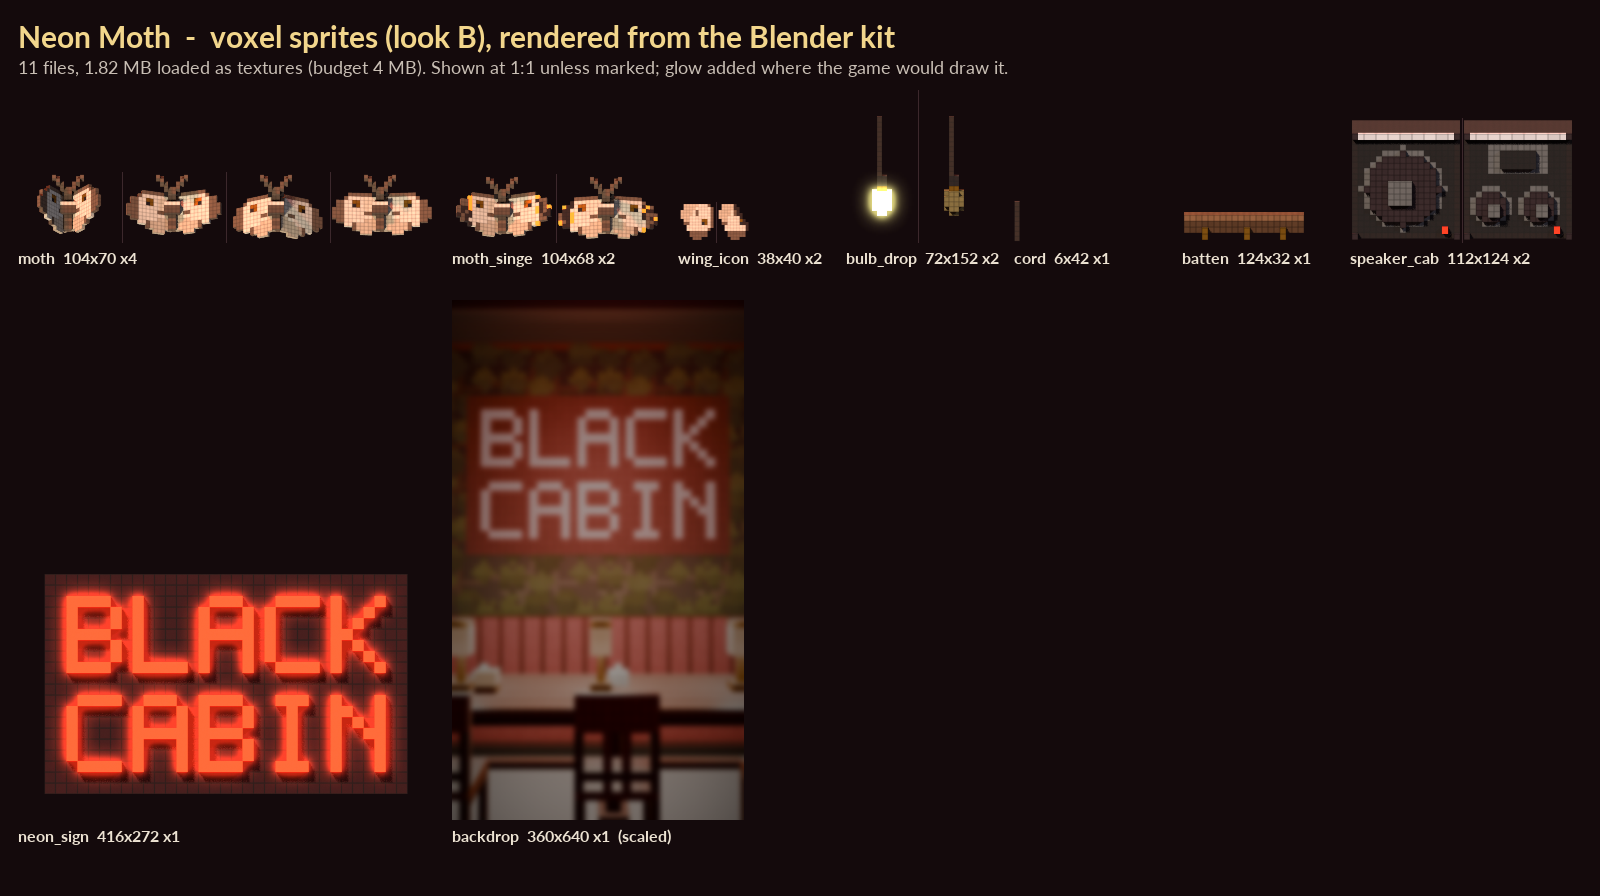 Neon Moth - voxel sprites (look B), rendered from the Blender kit
11 files, 1.82 MB loaded as textures (budget 4 MB). Shown at 1:1 unless marked; glow added where the game would draw it.
moth 104x70 x4
moth_singe 104x68 x2
wing_icon 38x40 x2
bulb_drop 72x152 x2
cord 6x42 x1
batten 124x32 x1
speaker_cab 112x124 x2
BLACK
CABIN
neon_sign 416x272 x1
BLACK
CABIN
backdrop 360x640 x1 (scaled)